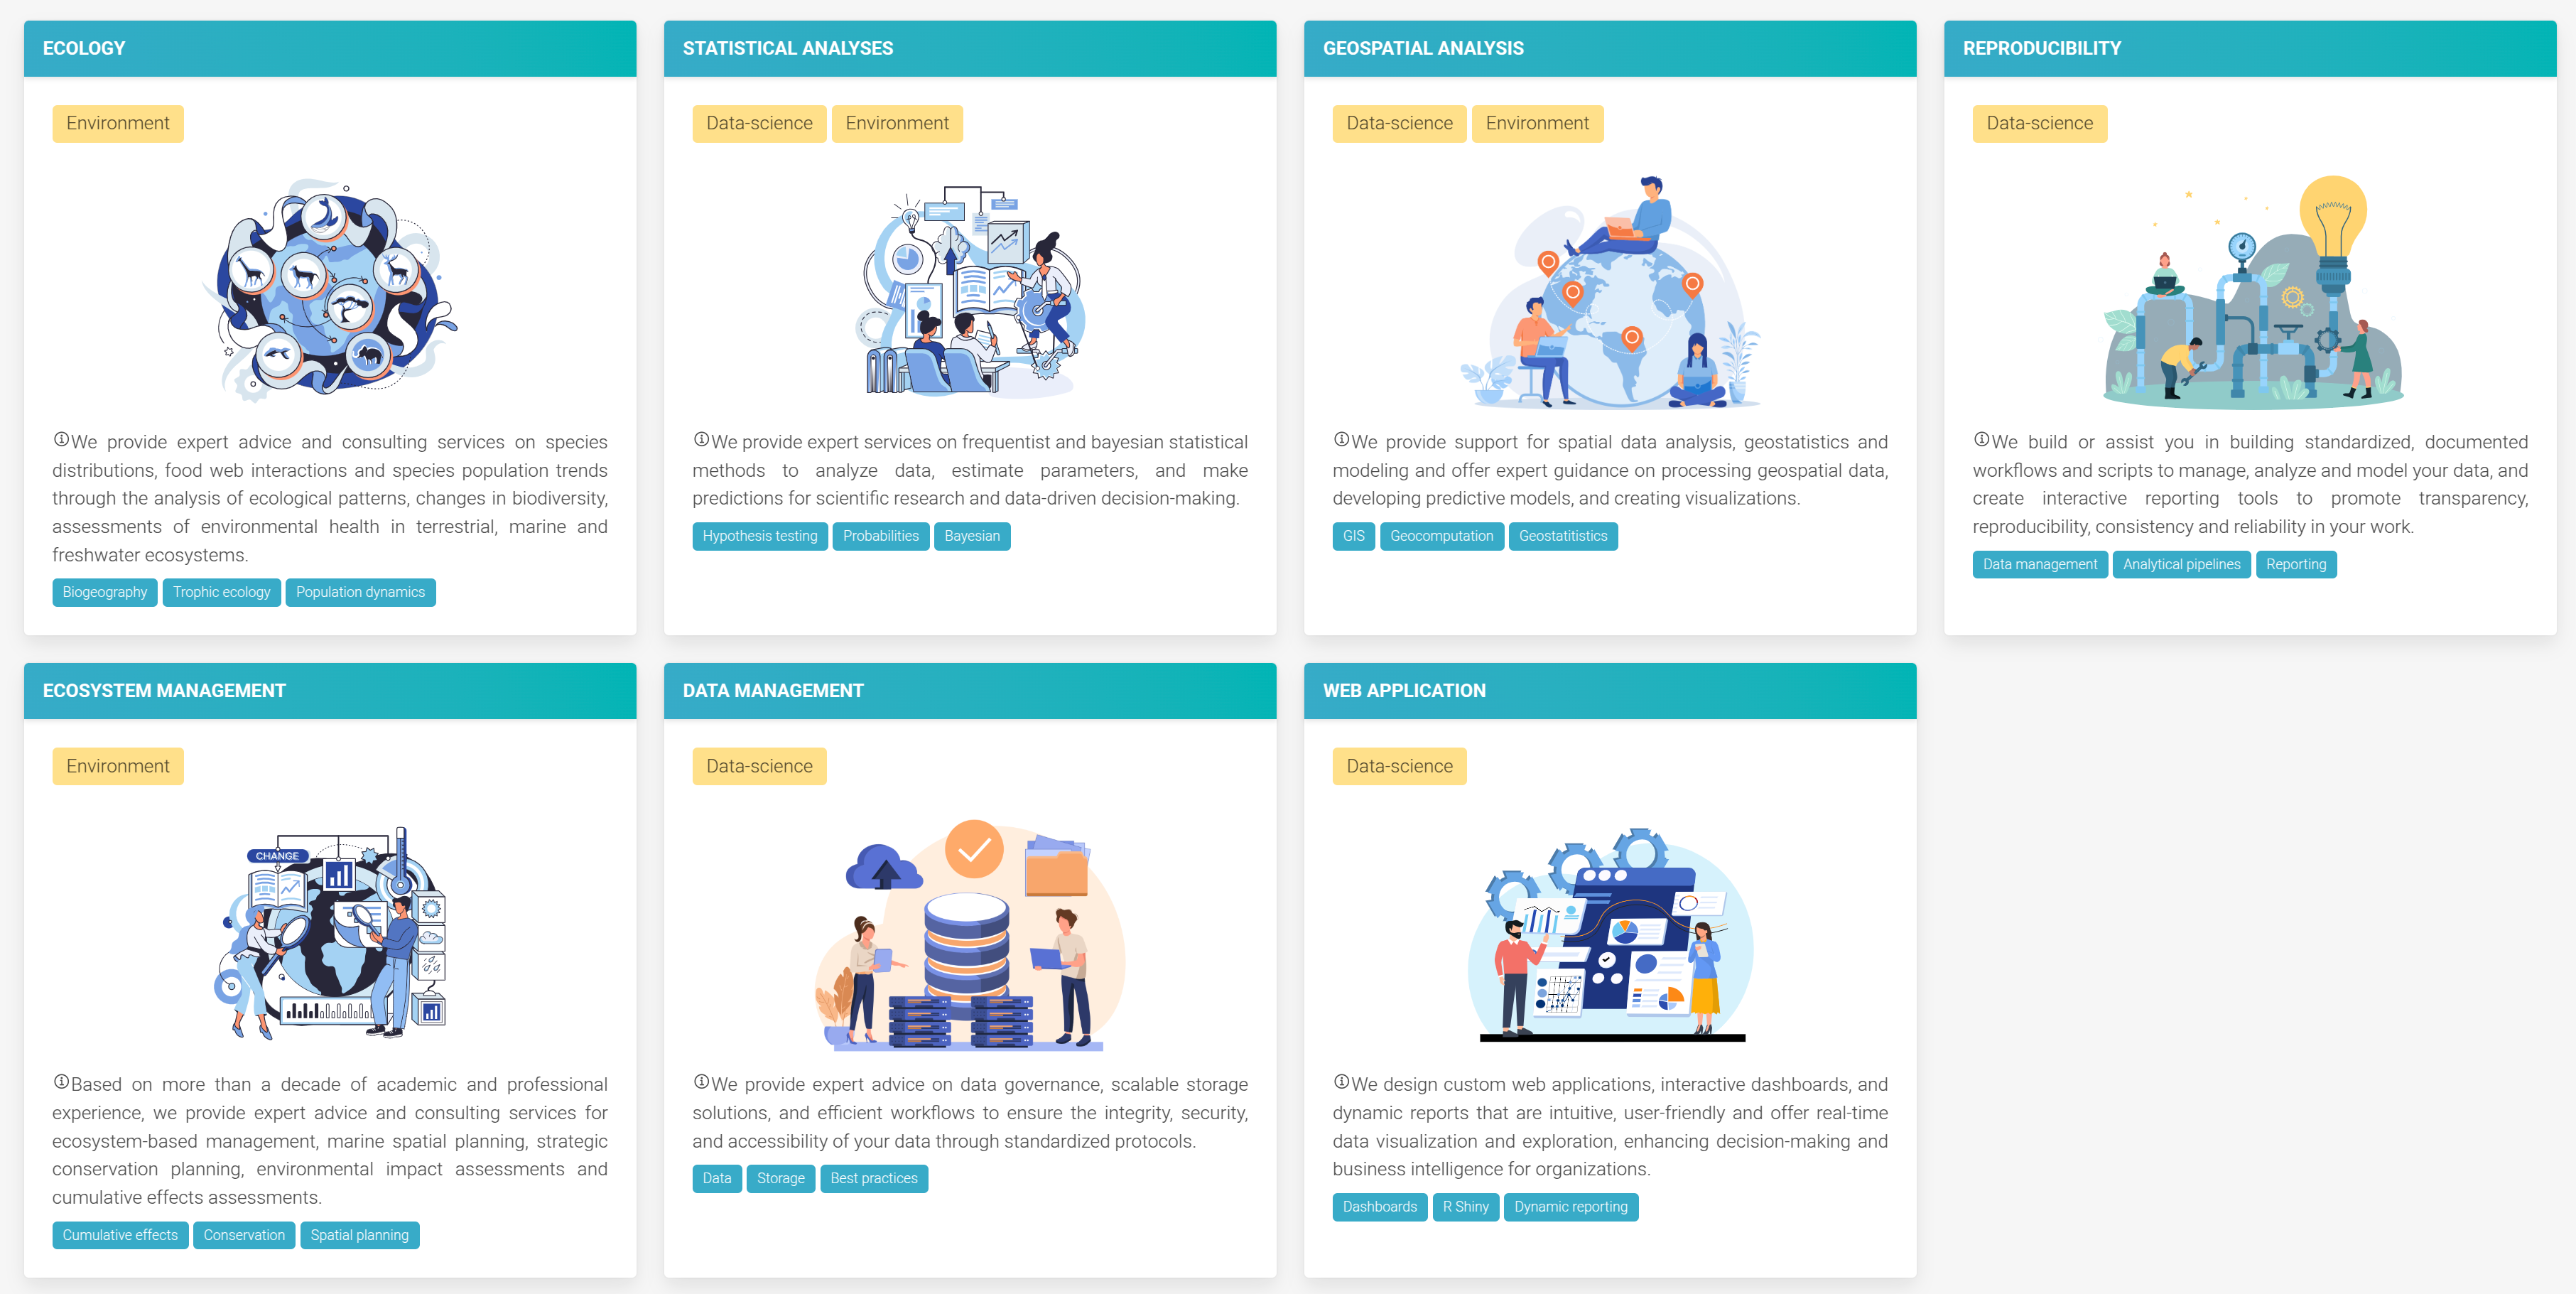 ECOLOGY
Environment
We provide expert advice and consulting services on species
distributions, food web interactions and species population trends
through the analysis of ecological patterns, changes in biodiversity,
assessments of environmental health in terrestrial, marine and
freshwater ecosystems.
Biogeography Trophic ecology Population dynamics
STATISTICAL ANALYSES
Data-science Environment
We provide expert services on frequentist and bayesian statistical
methods to analyze data, estimate parameters, and make
predictions for scientific research and data-driven decision-making.
Hypothesis testing Probabilities Bayesian
GEOSPATIAL ANALYSIS
Data-science Environment
We provide support for spatial data analysis, geostatistics and
modeling and offer expert guidance on processing geospatial data,
developing predictive models, and creating visualizations.
GIS Geocomputation Geostatitistics
REPRODUCIBILITY
Data-science
We build or assist you in building standardized, documented
workflows and scripts to manage, analyze and model your data, and
create interactive reporting tools to promote transparency,
reproducibility, consistency and reliability in your work.
Data management Analytical pipelines Reporting
ECOSYSTEM MANAGEMENT
Environment
CHANGE
Based on more than a decade of academic and professional
experience, we provide expert advice and consulting services for
ecosystem-based management, marine spatial planning, strategic
conservation planning, environmental impact assessments and
cumulative effects assessments.
Cumulative effects Conservation Spatial planning
DATA MANAGEMENT
Data-science
We provide expert advice on data governance, scalable storage
solutions, and efficient workflows to ensure the integrity, security,
and accessibility of your data through standardized protocols.
Data Storage Best practices
WEB APPLICATION
Data-science
We design custom web applications, interactive dashboards, and
dynamic reports that are intuitive, user-friendly and offer real-time
data visualization and exploration, enhancing decision-making and
business intelligence for organizations.
Dashboards R Shiny Dynamic reporting